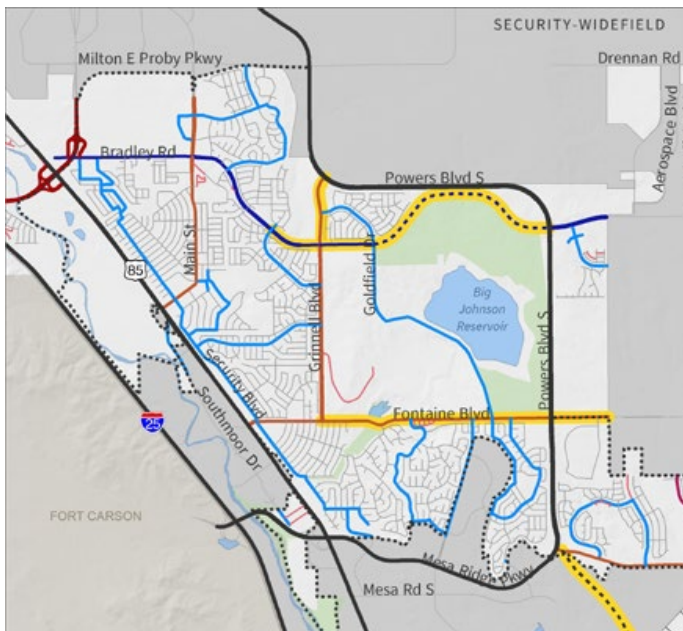 SECURITY-WIDEFIELD
Milton E Proby Pkwy
Drennan Rd
Aerospace Blvd
Bradley Rd
Powers Blvd S
Main St
85
Goldfield Dr
Grinnell Blvd
Big
Johnson
Reservoir
Powers Blvd S
Security Blvd
Southmoor Dr
Fontaine Blvd
25
FORT CARSON
Mesa Ridge Pkwy
Mesa Rd S